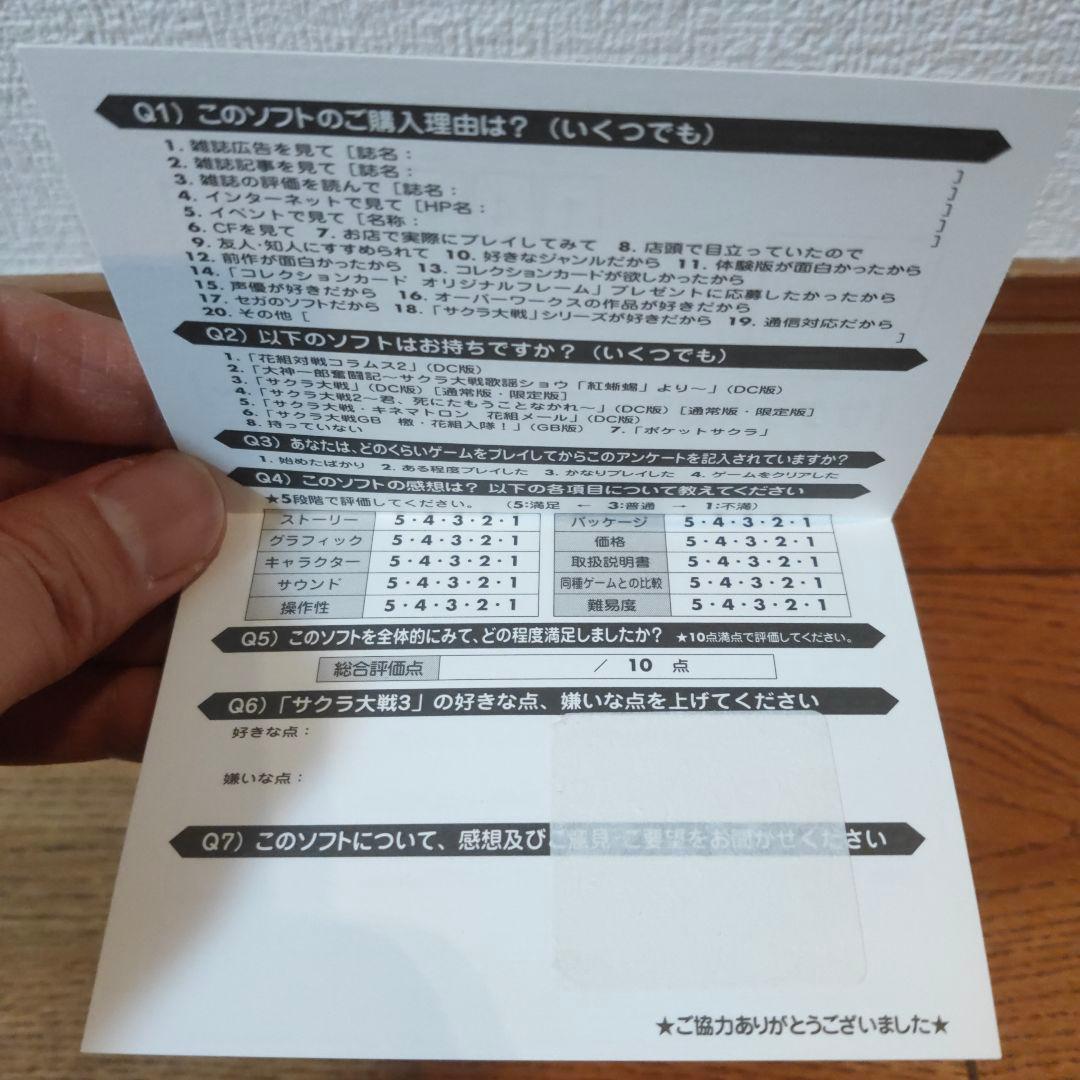 Q1) このソフトのご購入理由は？（いくつでも）
1. 雑誌広告を見て［誌名： ］
2. 雑誌記事を見て［誌名： ］
3. 雑誌の評価を読んで［誌名： ］
4. インターネットで見て［HP名： ］
5. イベントで見て［名称： ］
6. CFを見て 7. お店で実際にプレイしてみて 8. 店頭で目立っていたので
9. 友人・知人にすすめられて 10. 好きなジャンルだから 11. 体験版が面白かったから
12. 前作が面白かったから 13. コレクションカードが欲しかったから
14.「コレクションカード オリジナルフレーム」プレゼントに応募したかったから
15. 声優が好きだから 16. オーバーワークスの作品が好きだから
17. セガのソフトだから 18.「サクラ大戦」シリーズが好きだから 19. 通信対応だから
20. その他［ ］
Q2) 以下のソフトはお持ちですか？（いくつでも）
1.「花組対戦コラムス2」(DC版)
2.「大神一郎奮闘記〜サクラ大戦歌謡ショウ「紅蜥蜴」より〜」(DC版)
3.「サクラ大戦」(DC版)［通常版・限定版］
4.「サクラ大戦2〜君、死にたもうことなかれ〜」(DC版)［通常版・限定版］
5.「サクラ大戦・キネマトロン 花組メール」(DC版)
6.「サクラ大戦GB 檄・花組入隊！」(GB版) 7.「ポケットサクラ」
8. 持っていない
Q3) あなたは、どのくらいゲームをプレイしてからこのアンケートを記入されていますか？
1. 始めたばかり 2. ある程度プレイした 3. かなりプレイした 4. ゲームをクリアした
Q4) このソフトの感想は？ 以下の各項目について教えてください
★5段階で評価してください。 （5:満足 ← 3:普通 → 1:不満）
ストーリー 5・4・3・2・1 パッケージ 5・4・3・2・1
グラフィック 5・4・3・2・1 価格 5・4・3・2・1
キャラクター 5・4・3・2・1 取扱説明書 5・4・3・2・1
サウンド 5・4・3・2・1 同種ゲームとの比較 5・4・3・2・1
操作性 5・4・3・2・1 難易度 5・4・3・2・1
Q5) このソフトを全体的にみて、どの程度満足しましたか？ ★10点満点で評価してください。
総合評価点 ／ 10 点
Q6)「サクラ大戦3」の好きな点、嫌いな点を上げてください
好きな点：
嫌いな点：
Q7) このソフトについて、感想及びご意見・ご要望をお聞かせください
★ご協力ありがとうございました★